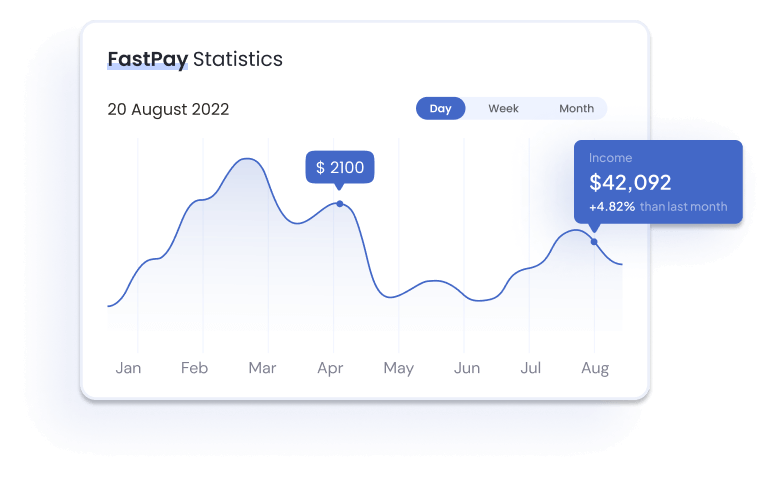 FastPay Statistics
20 August 2022
Day Week Month
$ 2100
Income
$42,092
+4.82% than last month
Jan Feb Mar Apr May Jun Jul Aug